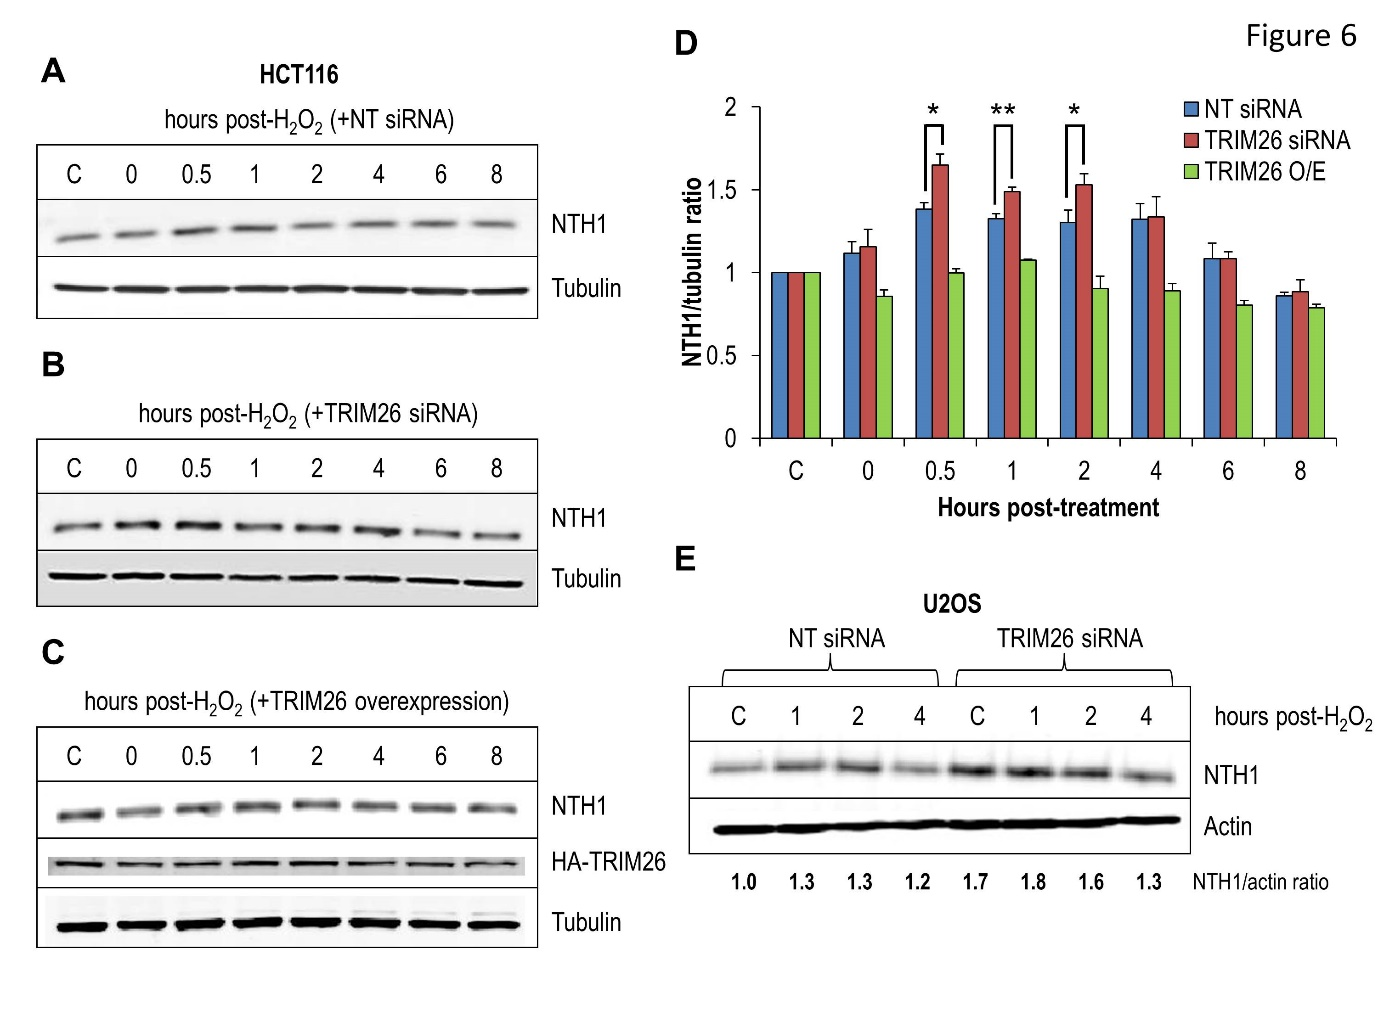 Figure 6
A
HCT116
hours post-H₂O₂ (+NT siRNA)
C 0 0.5 1 2 4 6 8
NTH1
Tubulin
B
hours post-H₂O₂ (+TRIM26 siRNA)
C 0 0.5 1 2 4 6 8
NTH1
Tubulin
C
hours post-H₂O₂ (+TRIM26 overexpression)
C 0 0.5 1 2 4 6 8
NTH1
HA-TRIM26
Tubulin
D
NTH1/tubulin ratio
2
1.5
1
0.5
0
* ** *
NT siRNA
TRIM26 siRNA
TRIM26 O/E
C 0 0.5 1 2 4 6 8
Hours post-treatment
E
U2OS
NT siRNA TRIM26 siRNA
C 1 2 4 C 1 2 4 hours post-H₂O₂
NTH1
Actin
1.0 1.3 1.3 1.2 1.7 1.8 1.6 1.3 NTH1/actin ratio